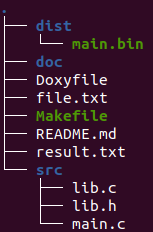 .
dist
main.bin
doc
Doxyfile
file.txt
Makefile
README.md
result.txt
src
lib.c
lib.h
main.c